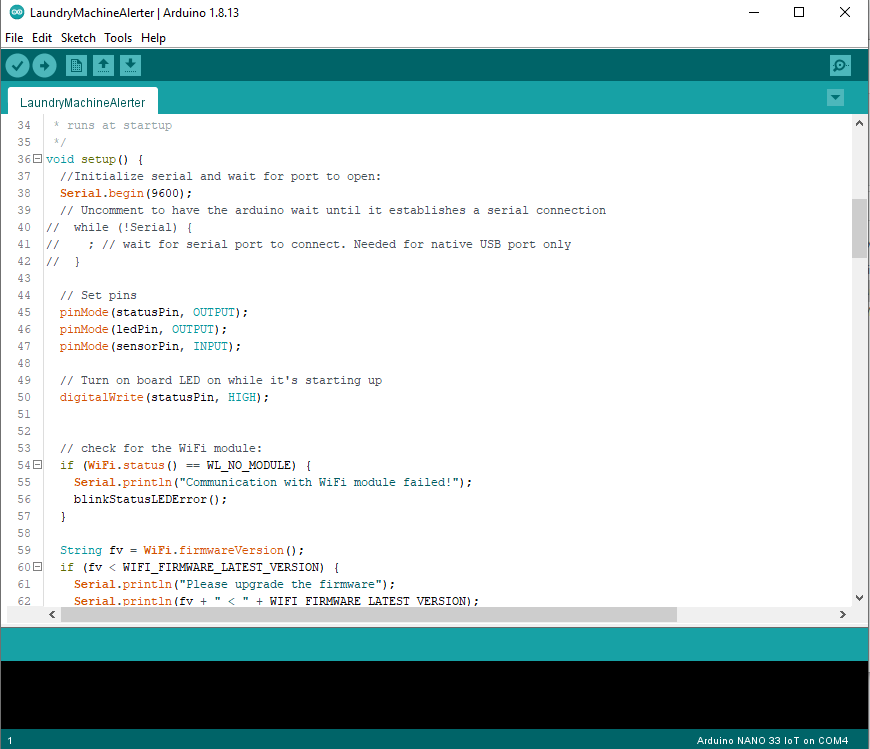 LaundryMachineAlerter | Arduino 1.8.13
File Edit Sketch Tools Help
LaundryMachineAlerter
34  * runs at startup
35  */
36 void setup() {
37   //Initialize serial and wait for port to open:
38   Serial.begin(9600);
39   // Uncomment to have the arduino wait until it establishes a serial connection
40 //  while (!Serial) {
41 //    ; // wait for serial port to connect. Needed for native USB port only
42 //  }
43
44   // Set pins
45   pinMode(statusPin, OUTPUT);
46   pinMode(ledPin, OUTPUT);
47   pinMode(sensorPin, INPUT);
48
49   // Turn on board LED on while it's starting up
50   digitalWrite(statusPin, HIGH);
51
52
53   // check for the WiFi module:
54   if (WiFi.status() == WL_NO_MODULE) {
55     Serial.println("Communication with WiFi module failed!");
56     blinkStatusLEDError();
57   }
58
59   String fv = WiFi.firmwareVersion();
60   if (fv < WIFI_FIRMWARE_LATEST_VERSION) {
61     Serial.println("Please upgrade the firmware");
62     Serial.println(fv + " < " + WIFI_FIRMWARE_LATEST_VERSION);
1
Arduino NANO 33 IoT on COM4